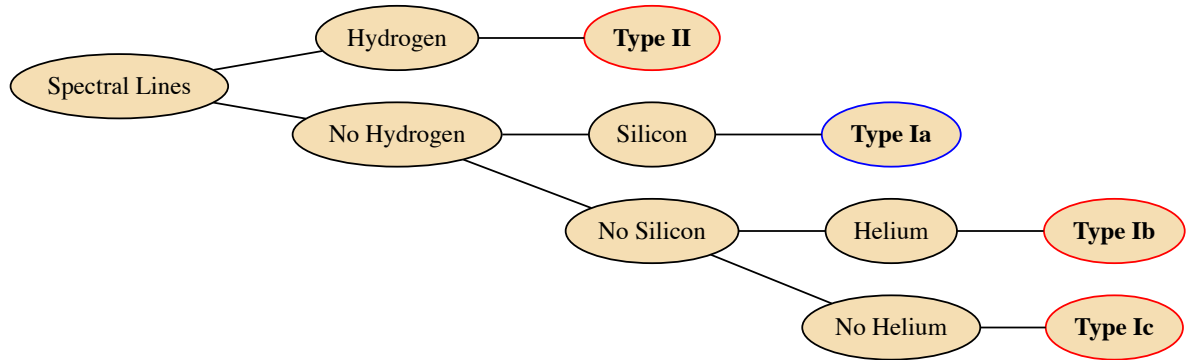 Spectral Lines
Hydrogen
Type II
No Hydrogen
Silicon
Type Ia
No Silicon
Helium
Type Ib
No Helium
Type Ic